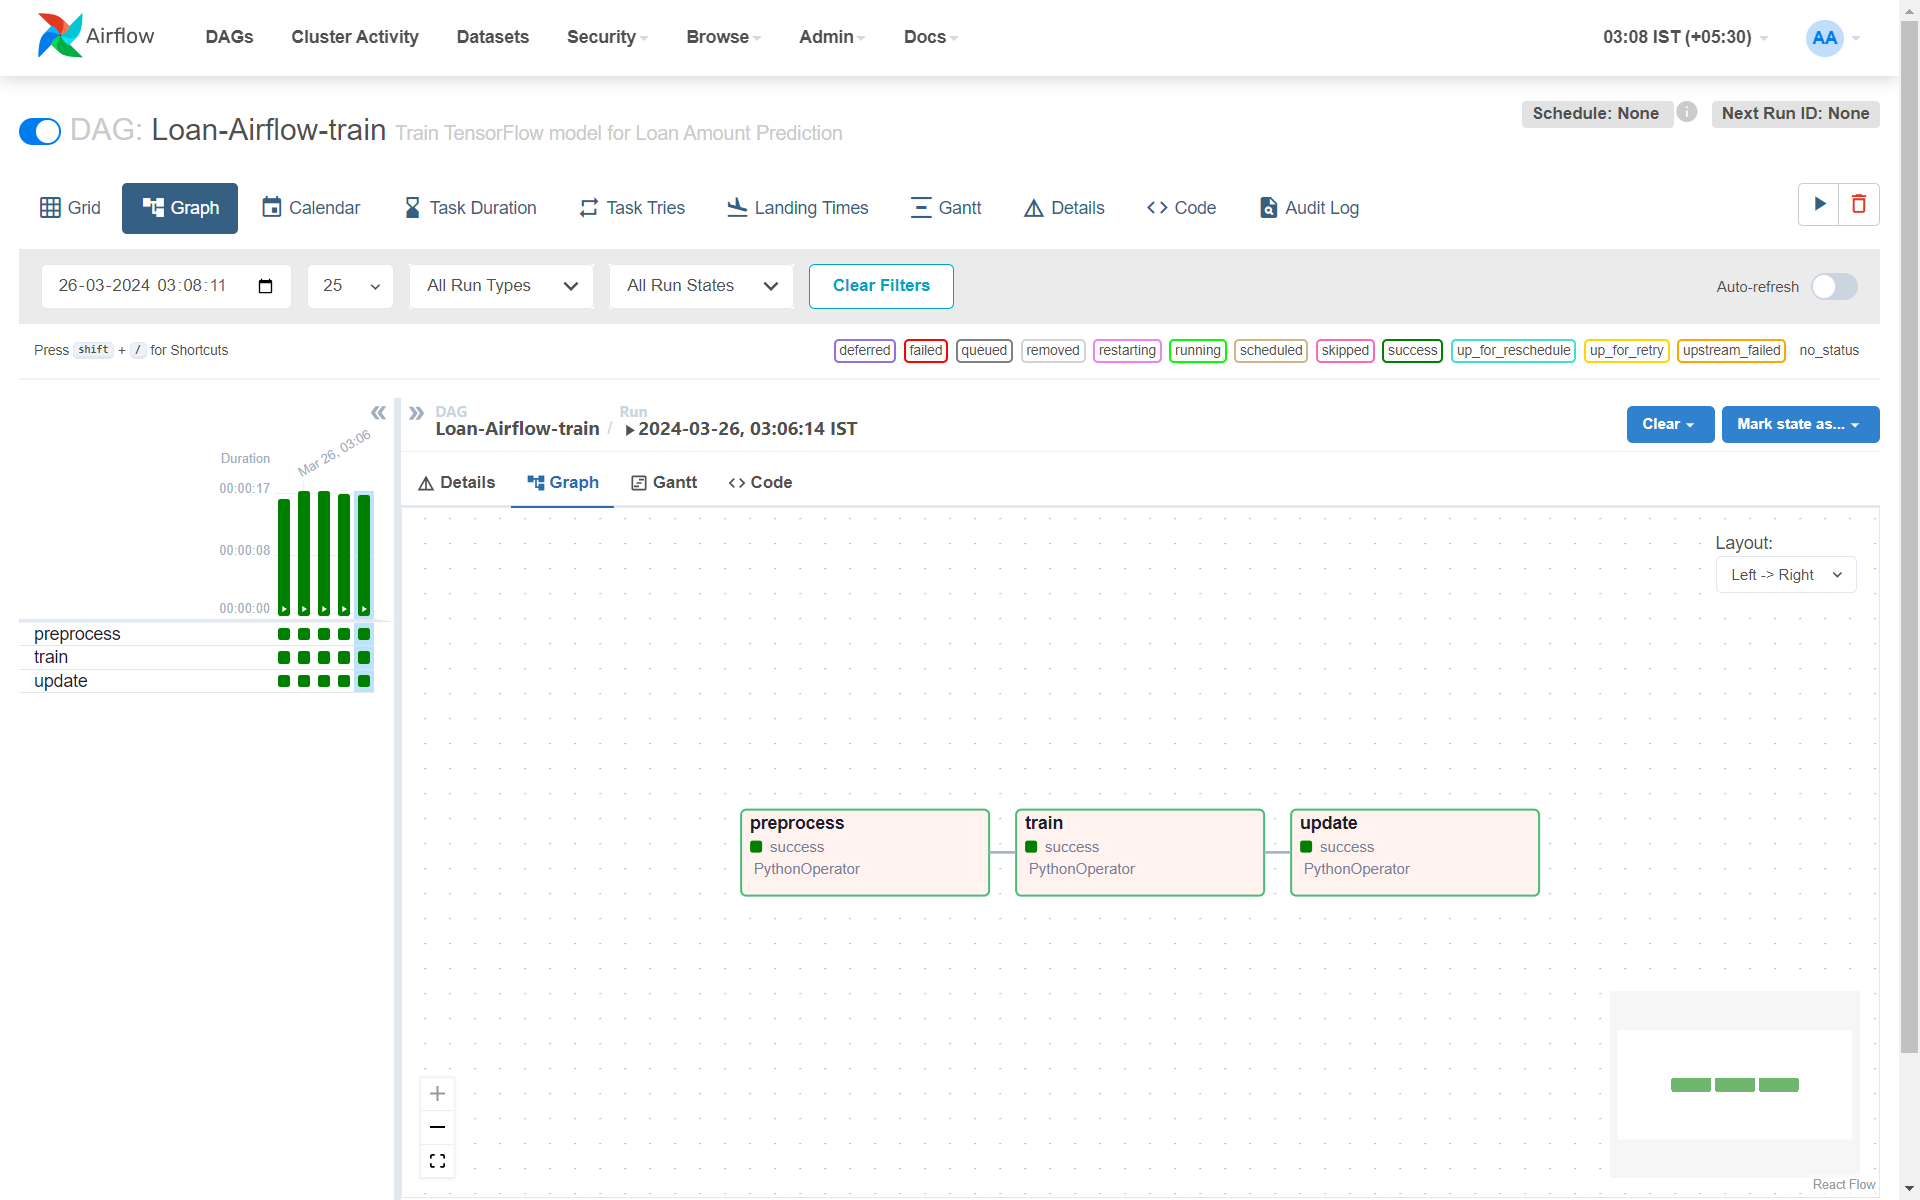 Airflow DAGs Cluster Activity Datasets Security Browse Admin Docs 03:08 IST (+05:30) AA
Schedule: None i Next Run ID: None
DAG: Loan-Airflow-train Train TensorFlow model for Loan Amount Prediction
Grid Graph Calendar Task Duration Task Tries Landing Times Gantt Details Code Audit Log
26-03-2024 03:08:11 25 All Run Types All Run States Clear Filters Auto-refresh
Press shift + / for Shortcuts deferred failed queued removed restarting running scheduled skipped success up_for_reschedule up_for_retry upstream_failed no_status
DAG Run
Loan-Airflow-train / 2024-03-26, 03:06:14 IST Clear Mark state as...
Mar 26, 03:06
Duration
00:00:17
00:00:08
00:00:00
preprocess
train
update
Details Graph Gantt Code
Layout:
Left -> Right
preprocess
success
PythonOperator
train
success
PythonOperator
update
success
PythonOperator
React Flow